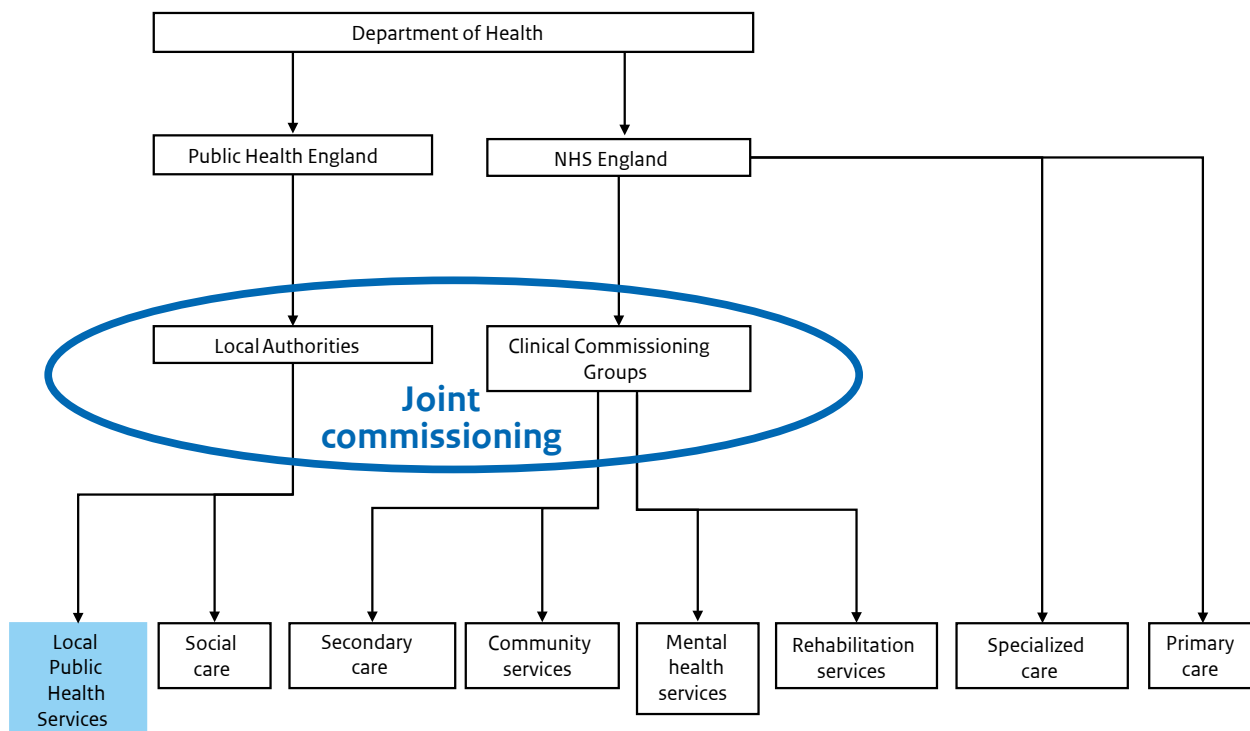 Department of Health
Public Health England
NHS England
Local Authorities
Clinical Commissioning
Groups
Joint
commissioning
Local
Public
Health
Services
Social
care
Secondary
care
Community
services
Mental
health
services
Rehabilitation
services
Specialized
care
Primary
care